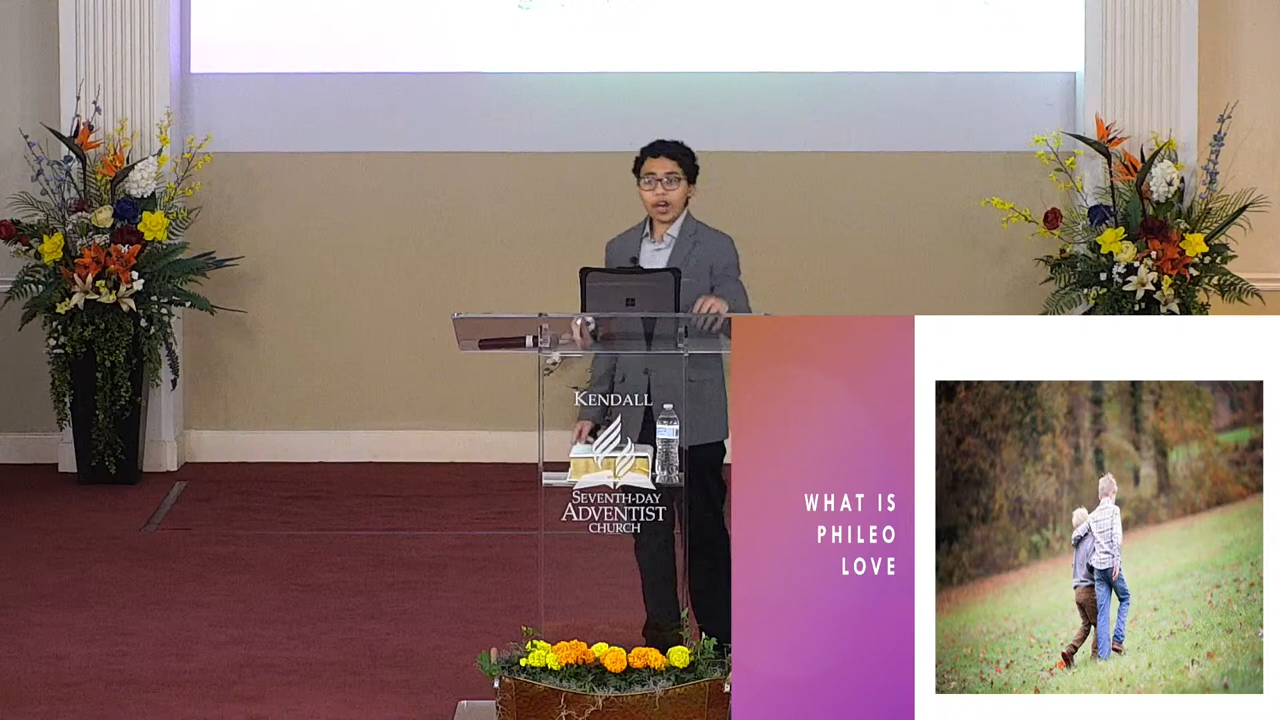 KENDALL
SEVENTH-DAY
ADVENTIST
CHURCH
WHAT IS
PHILEO
LOVE